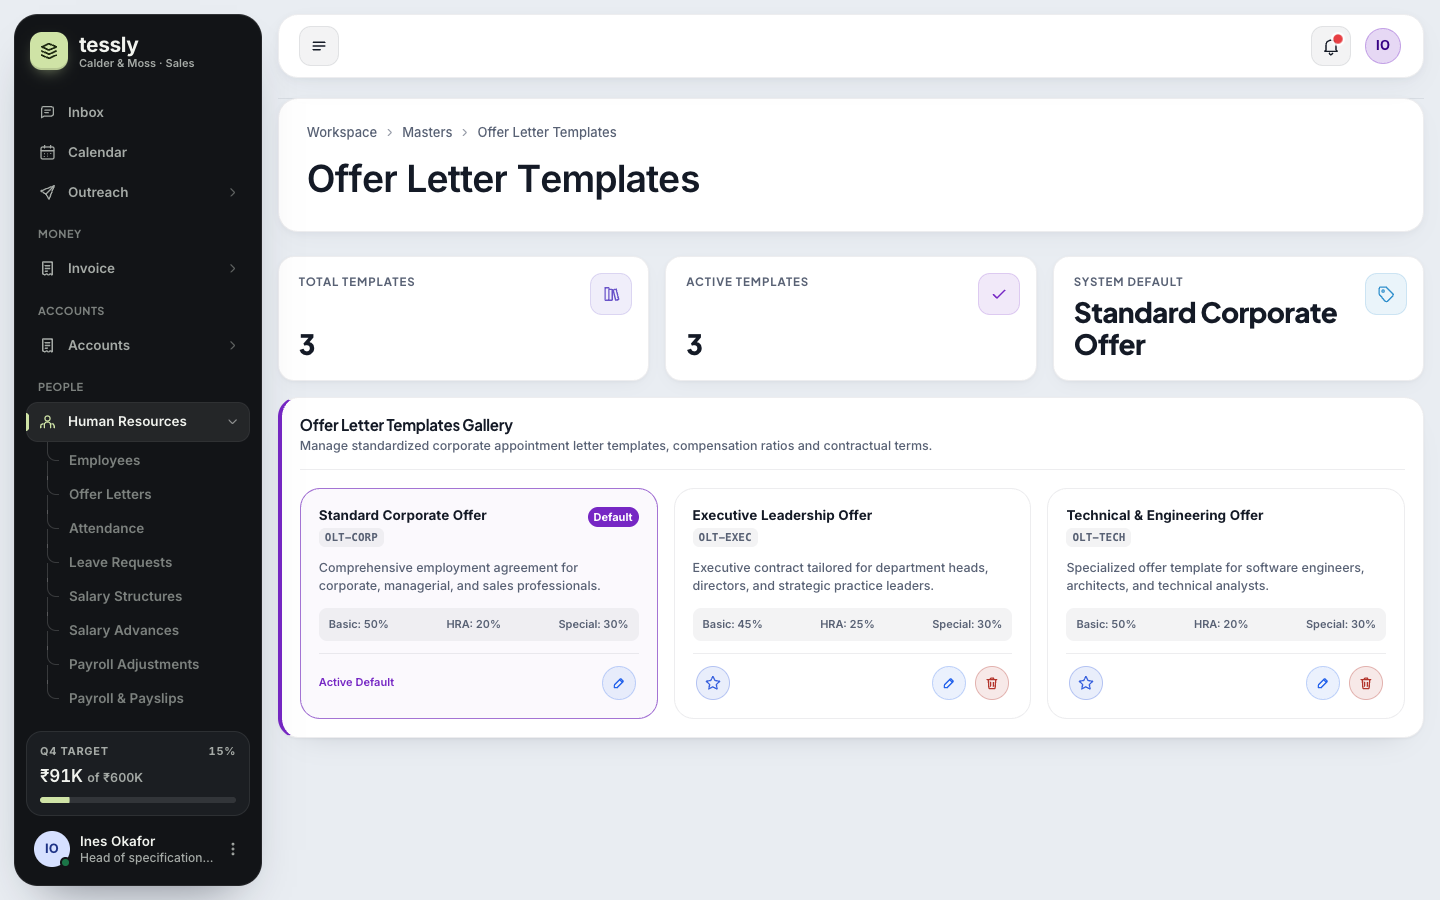 tessly
Calder & Moss · Sales
Inbox
Calendar
Outreach
MONEY
Invoice
ACCOUNTS
Accounts
PEOPLE
Human Resources
Employees
Offer Letters
Attendance
Leave Requests
Salary Structures
Salary Advances
Payroll Adjustments
Payroll & Payslips
Q4 TARGET 15%
₹91K of ₹600K
IO
Ines Okafor
Head of specification...
IO
Workspace > Masters > Offer Letter Templates
Offer Letter Templates
TOTAL TEMPLATES
3
ACTIVE TEMPLATES
3
SYSTEM DEFAULT
Standard Corporate
Offer
Offer Letter Templates Gallery
Manage standardized corporate appointment letter templates, compensation ratios and contractual terms.
Standard Corporate Offer Default
OLT-CORP
Comprehensive employment agreement for
corporate, managerial, and sales professionals.
Basic: 50% HRA: 20% Special: 30%
Active Default
Executive Leadership Offer
OLT-EXEC
Executive contract tailored for department heads,
directors, and strategic practice leaders.
Basic: 45% HRA: 25% Special: 30%
Technical & Engineering Offer
OLT-TECH
Specialized offer template for software engineers,
architects, and technical analysts.
Basic: 50% HRA: 20% Special: 30%